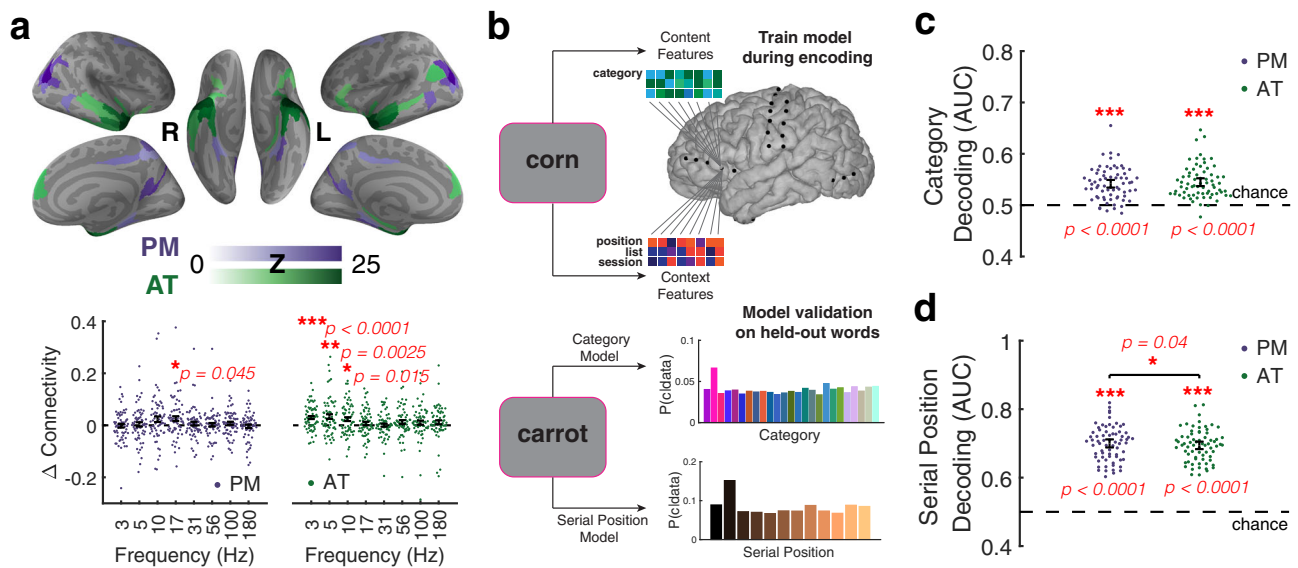 a
R
L
PM
AT
0
Z
25
Δ Connectivity
0.4
0.2
0
-0.2
*
p = 0.045
PM
3
5
10
17
31
56
100
180
Frequency (Hz)
***
p < 0.0001
**
p = 0.0025
*
p = 0.015
AT
3
5
10
17
31
56
100
180
Frequency (Hz)
b
Content
Features
category
Train model
during encoding
corn
position
list
session
Context
Features
Model validation
on held-out words
Category
Model
carrot
Serial Position
Model
P(c|data)
0.1
0.05
0
Category
P(c|data)
0.2
0.1
0
Serial Position
c
Category
Decoding (AUC)
0.8
0.7
0.6
0.5
0.4
PM
AT
***
***
chance
p < 0.0001
p < 0.0001
d
Serial Position
Decoding (AUC)
1
0.8
0.6
0.4
PM
AT
p = 0.04
*
***
***
p < 0.0001
p < 0.0001
chance